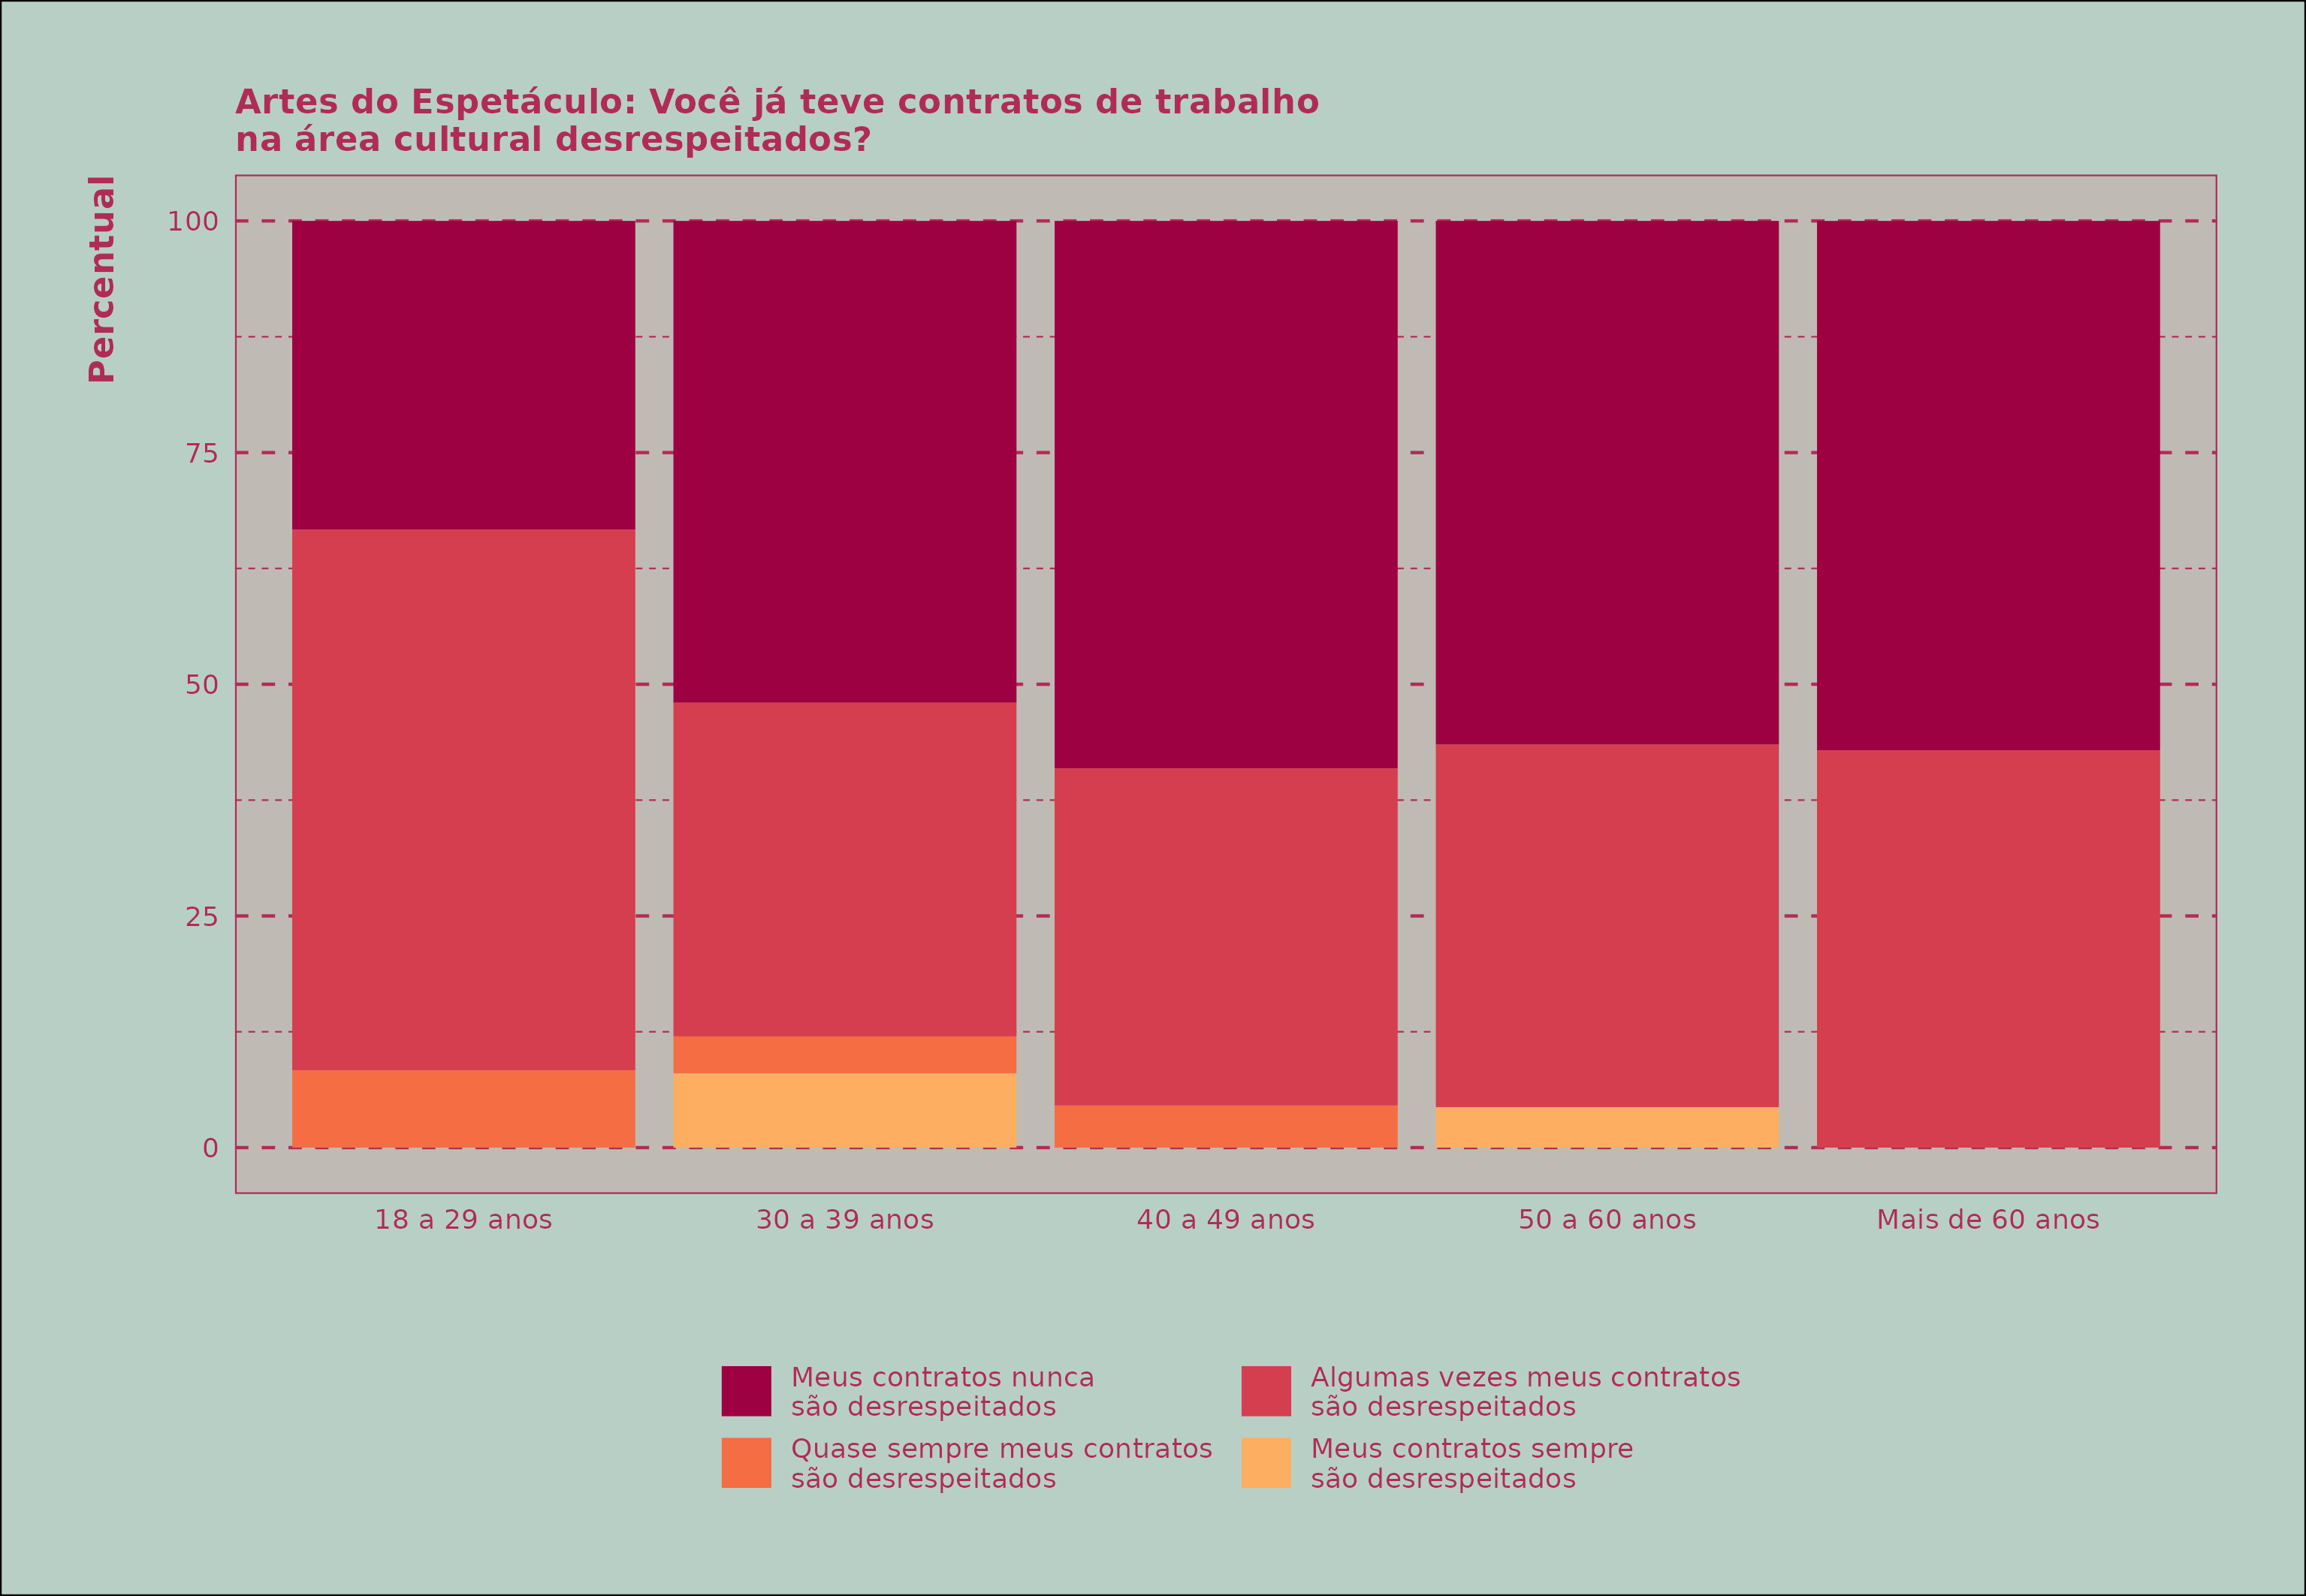 Artes do Espetáculo: Você já teve contratos de trabalho
na área cultural desrespeitados?
Percentual
100
75
50
25
0
18 a 29 anos
30 a 39 anos
40 a 49 anos
50 a 60 anos
Mais de 60 anos
Meus contratos nunca
são desrespeitados
Algumas vezes meus contratos
são desrespeitados
Quase sempre meus contratos
são desrespeitados
Meus contratos sempre
são desrespeitados